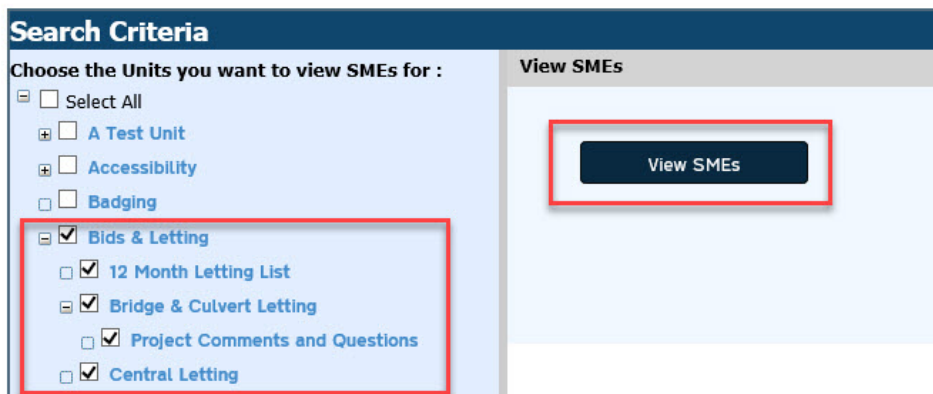 Search Criteria
Choose the Units you want to view SMEs for :
Select All
A Test Unit
Accessibility
Badging
Bids & Letting
12 Month Letting List
Bridge & Culvert Letting
Project Comments and Questions
Central Letting
View SMEs
View SMEs